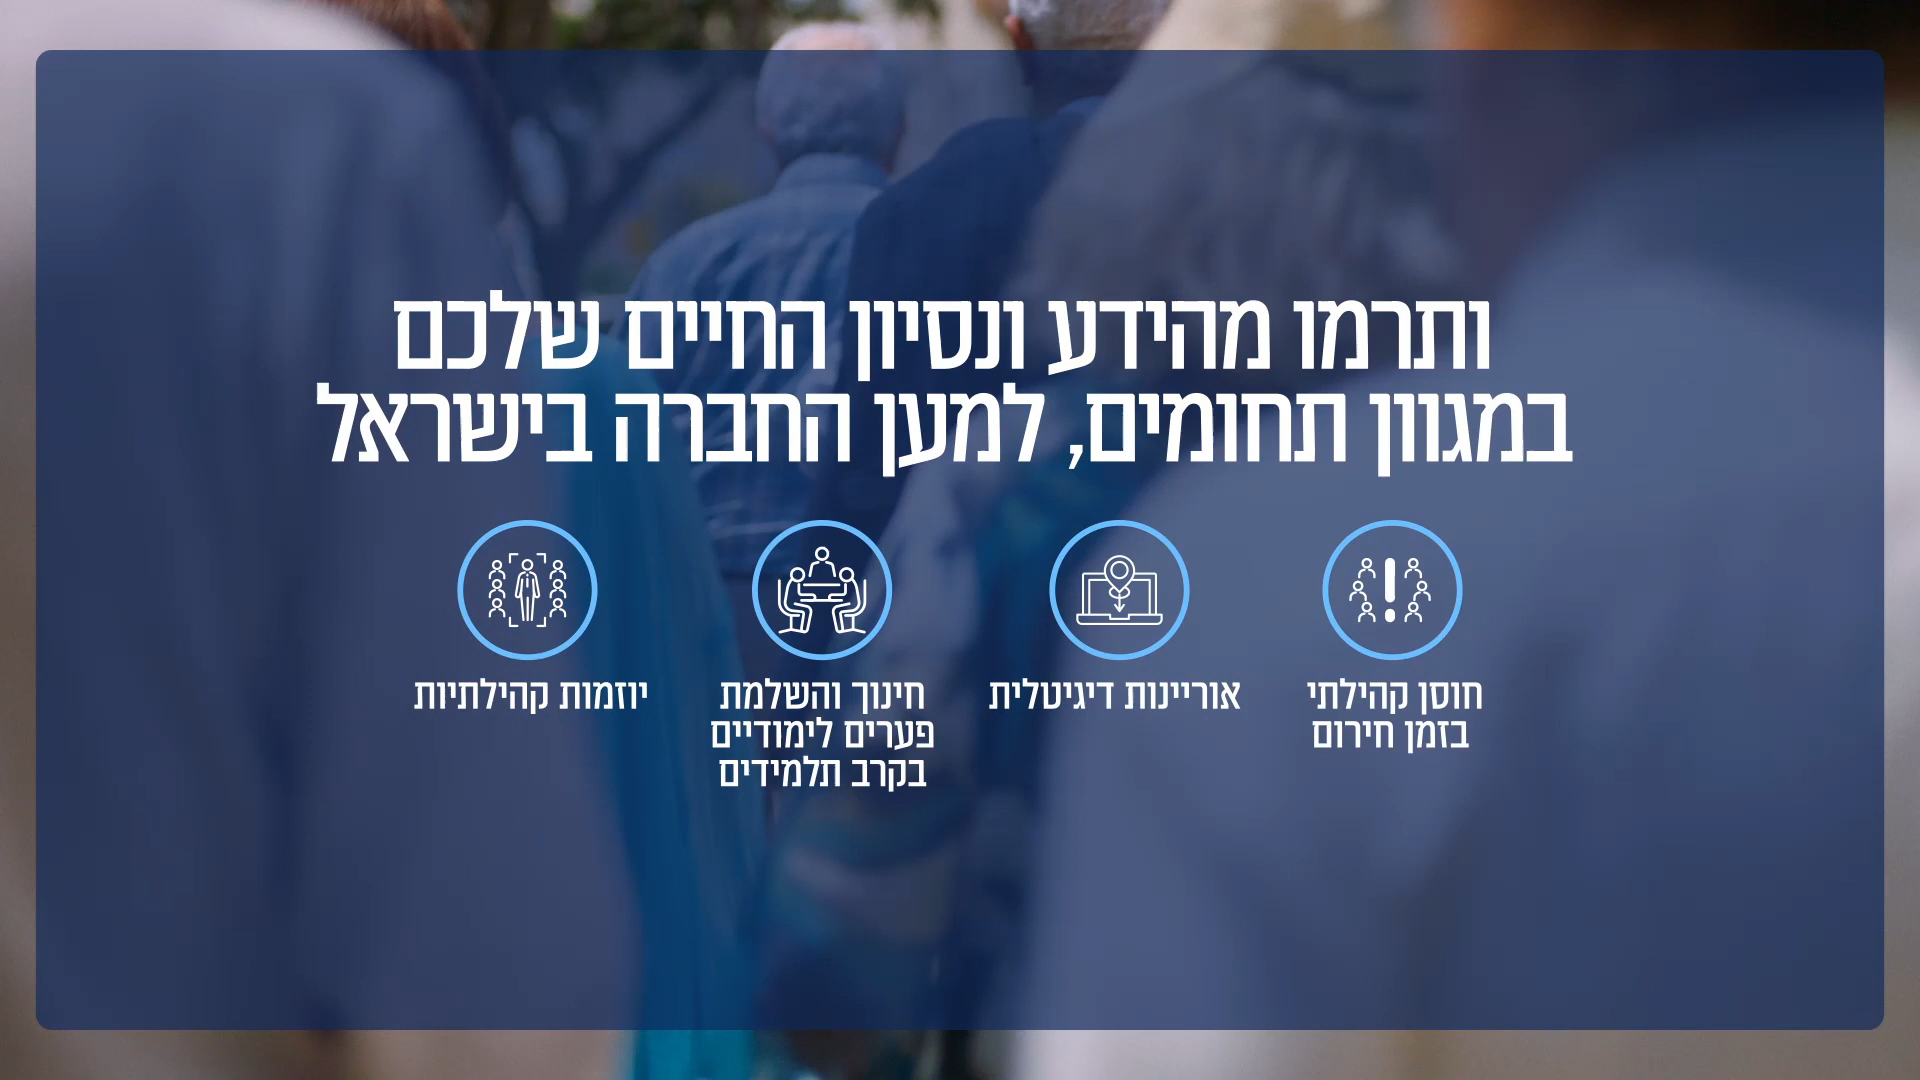 ותרמו מהידע ונסיון החיים שלכם
במגוון תחומים, למען החברה בישראל
חוסן קהילתי
בזמן חירום
אוריינות דיגיטלית
חינוך והשלמת
פערים לימודיים
בקרב תלמידים
יוזמות קהילתיות